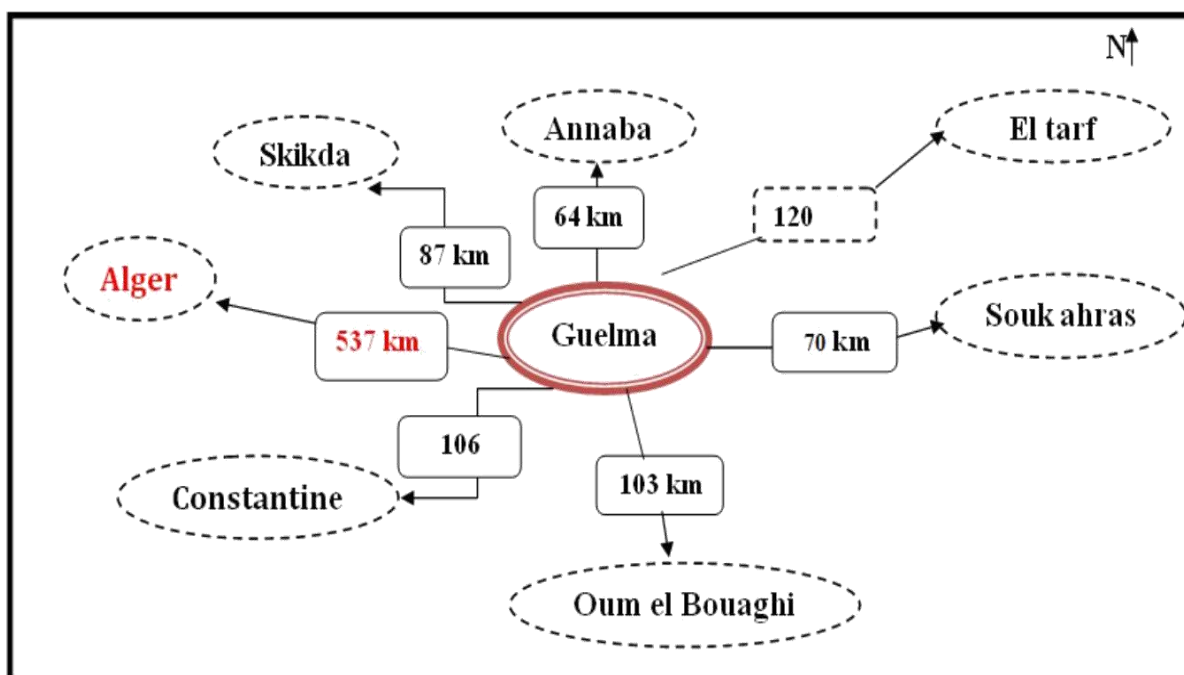 N
Annaba
El tarf
Skikda
64 km
120
87 km
Alger
Souk ahras
537 km
Guelma
70 km
106
Constantine
103 km
Oum el Bouaghi